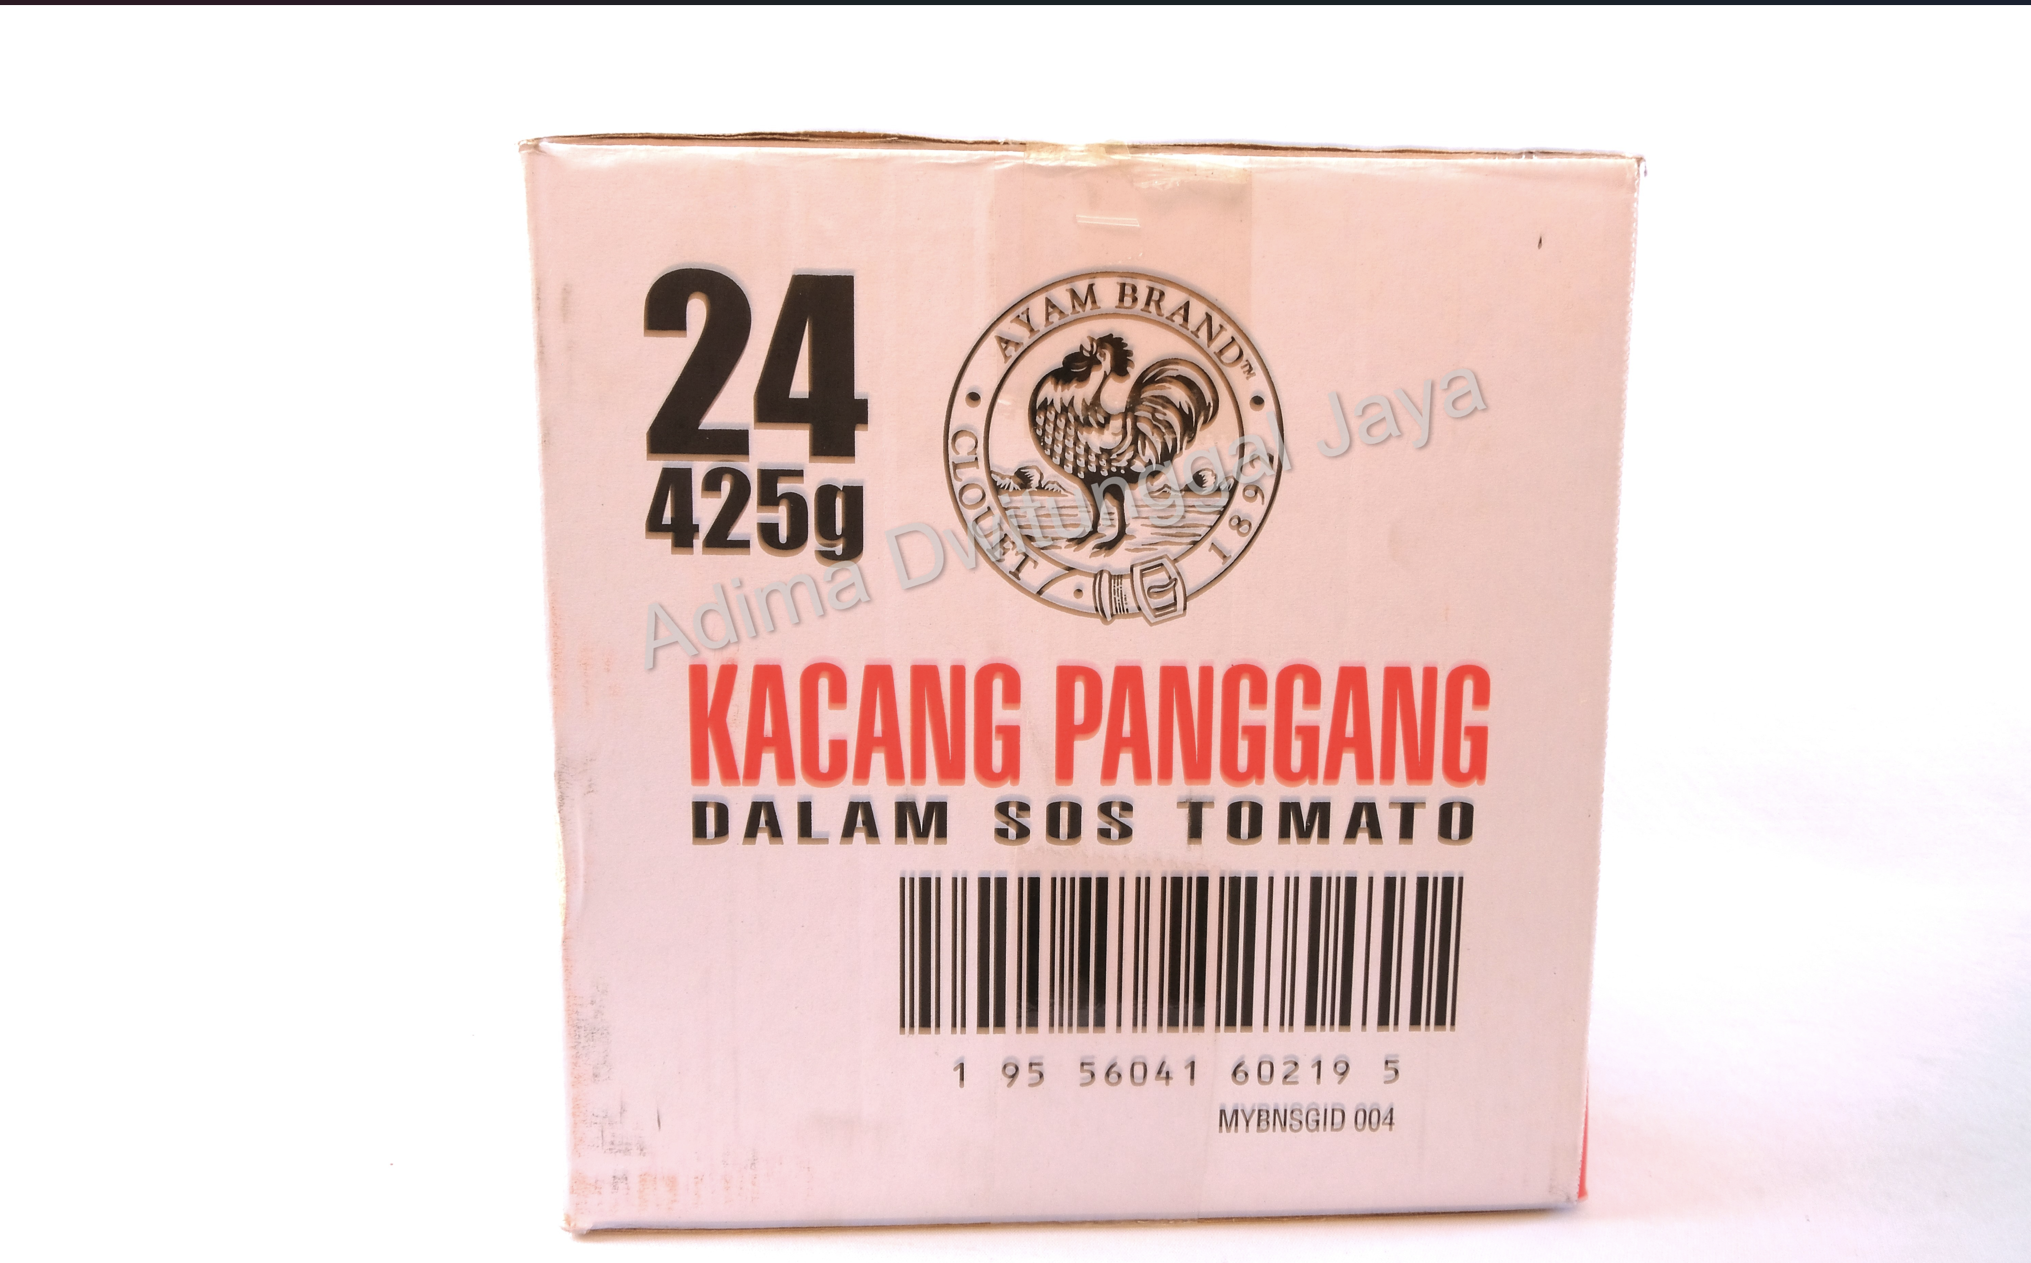 24
425g
AYAM BRAND™
CLOUET 1892
Adima Dwitunggal Jaya
KACANG PANGGANG
DALAM SOS TOMATO
1 95 56041 60219 5
MYBNSGID 004